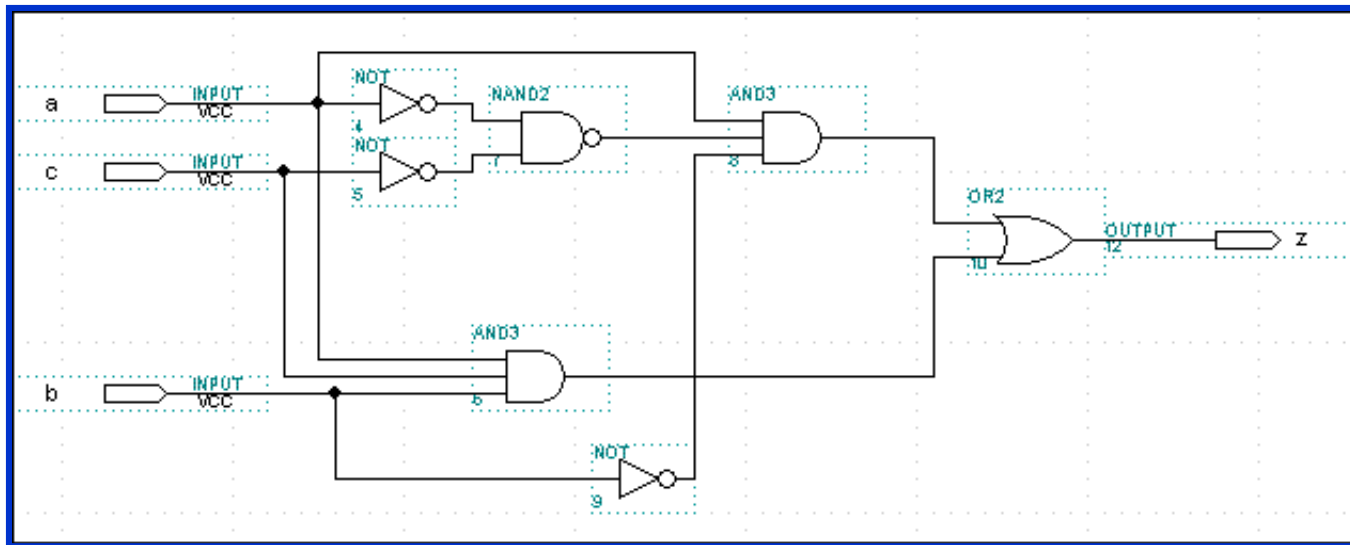 a INPUT VCC NOT 4 NAND2 7 AND3 8
c INPUT VCC NOT 5
OR2 10 OUTPUT 12 z
AND3 6
b INPUT VCC
NOT 9